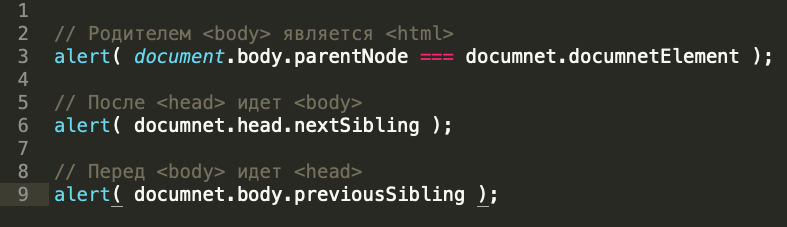 1
2 // Родителем <body> является <html>
3 alert( document.body.parentNode === documnet.documnetElement );
4
5 // После <head> идет <body>
6 alert( documnet.head.nextSibling );
7
8 // Перед <body> идет <head>
9 alert( documnet.body.previousSibling );